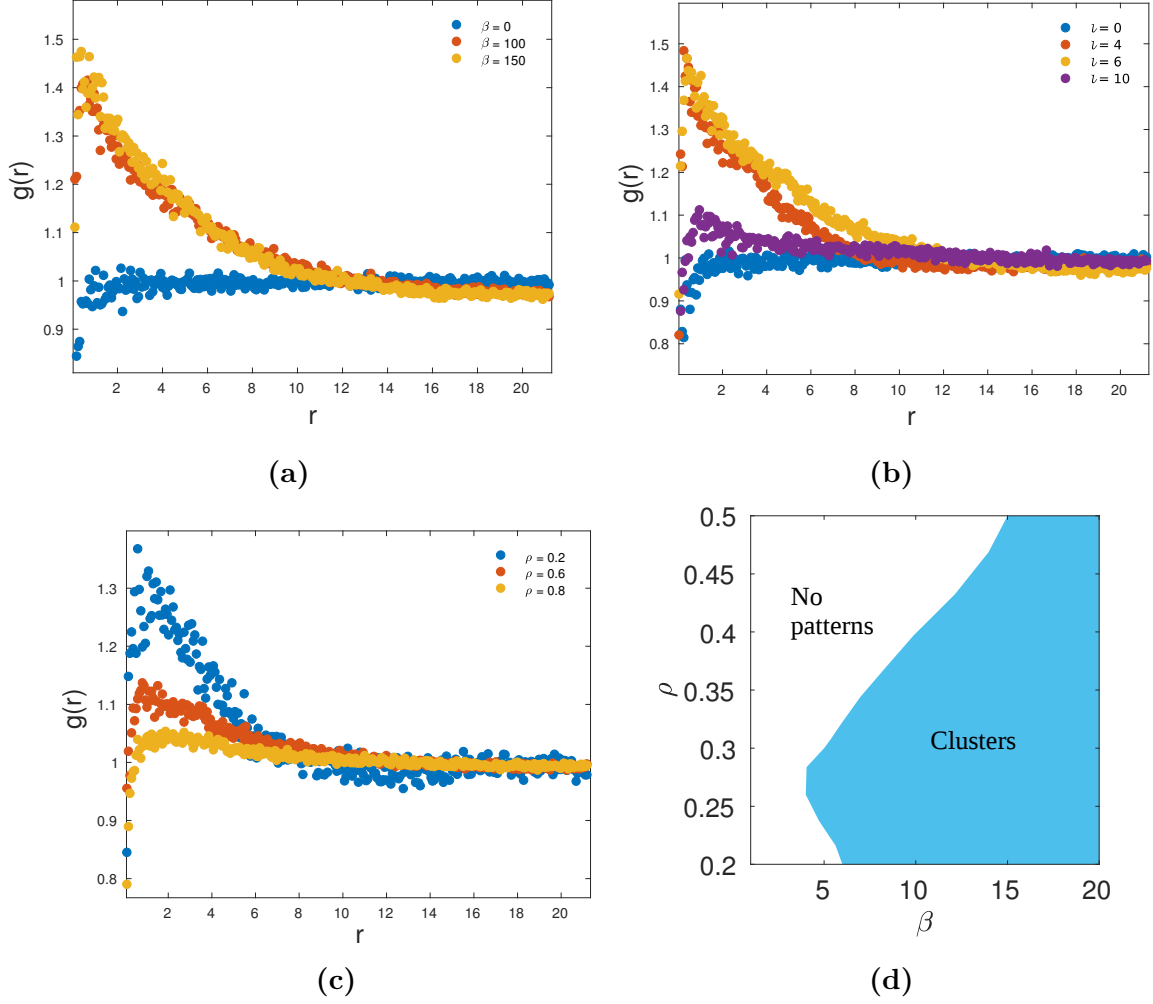 g(r)
1.5
1.4
1.3
1.2
1.1
1
0.9
β = 0
β = 100
β = 150
2 4 6 8 10 12 14 16 18 20
r
(a)
g(r)
1.5
1.4
1.3
1.2
1.1
1
0.9
0.8
ι = 0
ι = 4
ι = 6
ι = 10
2 4 6 8 10 12 14 16 18 20
r
(b)
g(r)
1.3
1.2
1.1
1
0.9
0.8
ρ = 0.2
ρ = 0.6
ρ = 0.8
2 4 6 8 10 12 14 16 18 20
r
(c)
ρ
0.5
0.45
0.4
0.35
0.3
0.25
0.2
No
patterns
Clusters
5 10 15 20
β
(d)